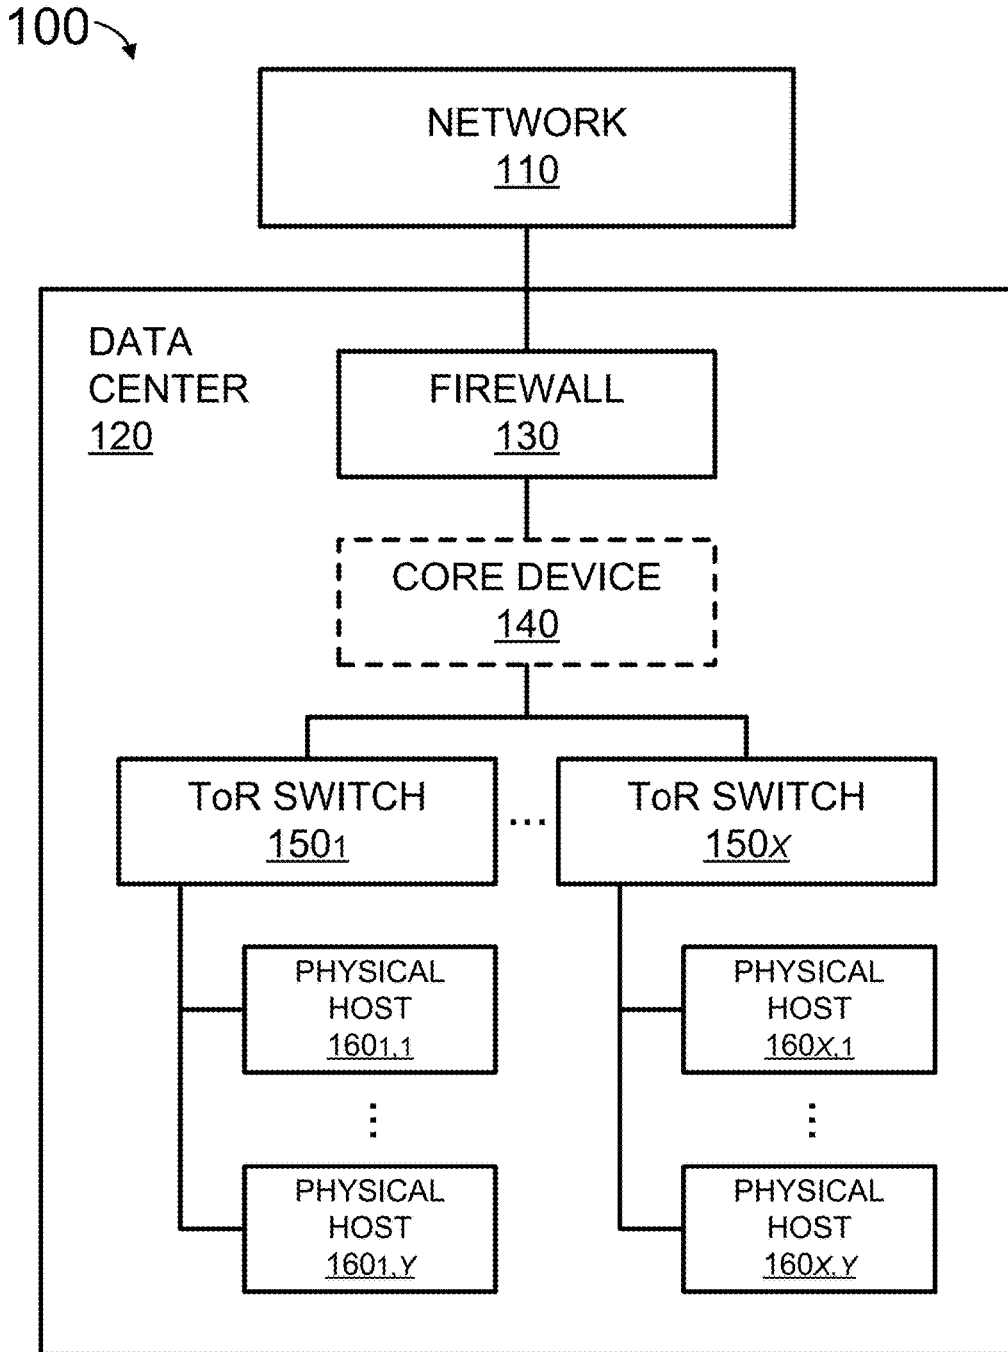 100
NETWORK
110
DATA
CENTER
120
FIREWALL
130
CORE DEVICE
140
ToR SWITCH
1501
...
ToR SWITCH
150X
PHYSICAL
HOST
1601,1
...
PHYSICAL
HOST
1601,Y
PHYSICAL
HOST
160X,1
...
PHYSICAL
HOST
160X,Y